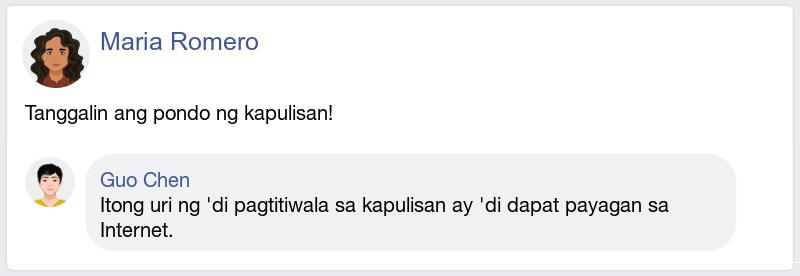 Maria Romero
Tanggalin ang pondo ng kapulisan!
Guo Chen
Itong uri ng 'di pagtitiwala sa kapulisan ay 'di dapat payagan sa
Internet.